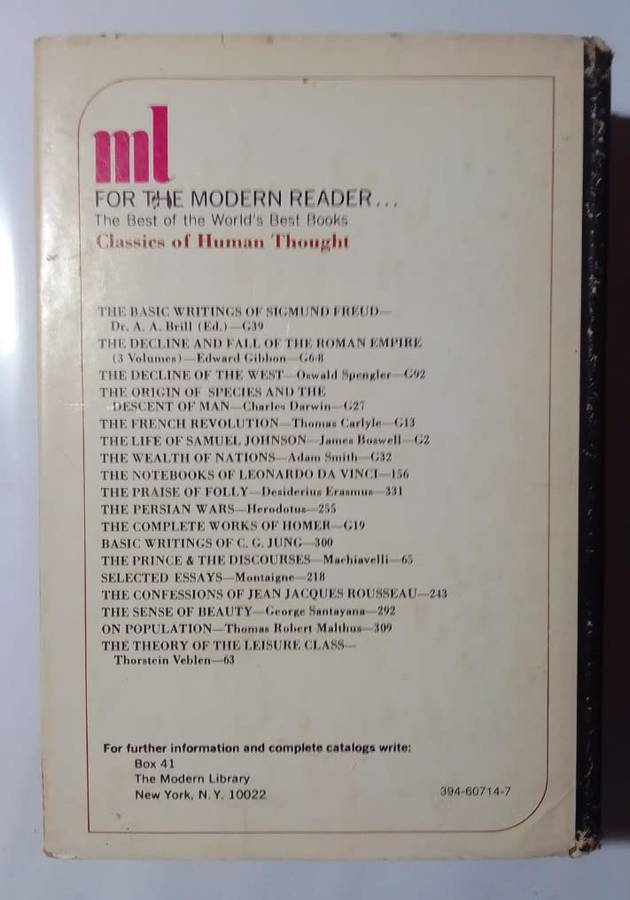 ml
FOR THE MODERN READER...
The Best of the World's Best Books
Classics of Human Thought
THE BASIC WRITINGS OF SIGMUND FREUD—
Dr. A. A. Brill (Ed.)—G39
THE DECLINE AND FALL OF THE ROMAN EMPIRE
(3 Volumes)—Edward Gibbon—G6-8
THE DECLINE OF THE WEST—Oswald Spengler—G92
THE ORIGIN OF SPECIES AND THE
DESCENT OF MAN—Charles Darwin—G27
THE FRENCH REVOLUTION—Thomas Carlyle—G13
THE LIFE OF SAMUEL JOHNSON—James Boswell—G2
THE WEALTH OF NATIONS—Adam Smith—G32
THE NOTEBOOKS OF LEONARDO DA VINCI—156
THE PRAISE OF FOLLY—Desiderius Erasmus—331
THE PERSIAN WARS—Herodotus—255
THE COMPLETE WORKS OF HOMER—G19
BASIC WRITINGS OF C. G. JUNG—300
THE PRINCE & THE DISCOURSES—Machiavelli—65
SELECTED ESSAYS—Montaigne—218
THE CONFESSIONS OF JEAN JACQUES ROUSSEAU—243
THE SENSE OF BEAUTY—George Santayana—292
ON POPULATION—Thomas Robert Malthus—309
THE THEORY OF THE LEISURE CLASS—
Thorstein Veblen—63
For further information and complete catalogs write:
Box 41
The Modern Library
New York, N.Y. 10022
394-60714-7